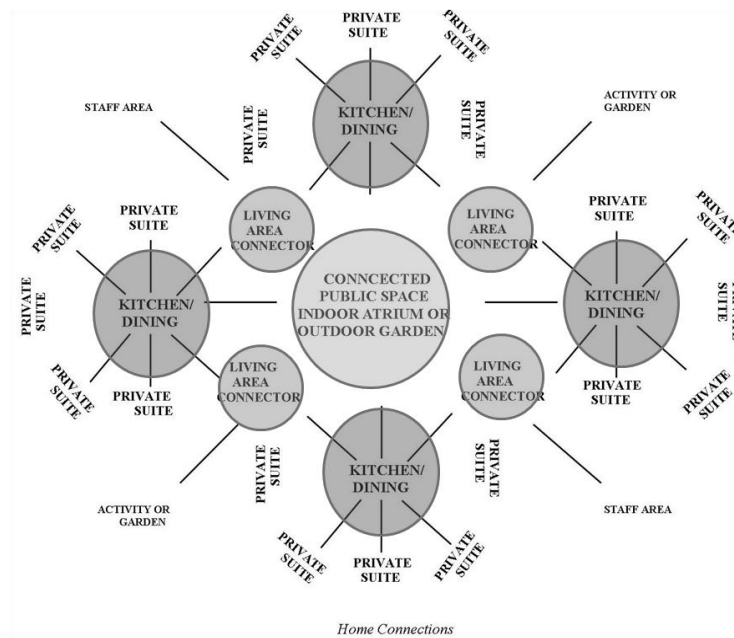 PRIVATE
SUITE
PRIVATE
SUITE
PRIVATE
SUITE
STAFF AREA
KITCHEN/
DINING
ACTIVITY OR
GARDEN
PRIVATE
SUITE
PRIVATE
SUITE
LIVING
AREA
CONNECTOR
LIVING
AREA
CONNECTOR
PRIVATE
SUITE
PRIVATE
SUITE
PRIVATE
SUITE
PRIVATE
SUITE
PRIVATE
SUITE
KITCHEN/
DINING
CONNCECTED
PUBLIC SPACE
INDOOR ATRIUM OR
OUTDOOR GARDEN
KITCHEN/
DINING
PRIVATE
SUITE
PRIVATE
SUITE
PRIVATE
SUITE
LIVING
AREA
CONNECTOR
LIVING
AREA
CONNECTOR
PRIVATE
SUITE
PRIVATE
SUITE
PRIVATE
SUITE
KITCHEN/
DINING
PRIVATE
SUITE
ACTIVITY OR
GARDEN
STAFF AREA
PRIVATE
SUITE
PRIVATE
SUITE
PRIVATE
SUITE
Home Connections